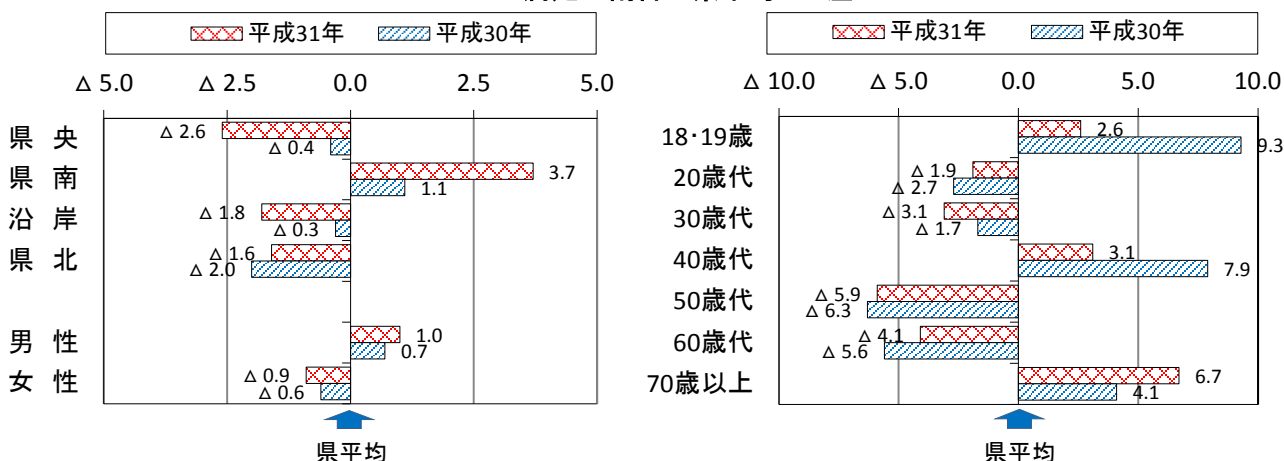 平成31年 平成30年
△ 5.0 △ 2.5 0.0 2.5 5.0
県 央 △ 2.6 △ 0.4
県 南 3.7 1.1
沿 岸 △ 1.8 △ 0.3
県 北 △ 1.6 △ 2.0
男 性 1.0 0.7
女 性 △ 0.9 △ 0.6
県平均
平成31年 平成30年
△ 10.0 △ 5.0 0.0 5.0 10.0
18･19歳 2.6 9.3
20歳代 △ 1.9 △ 2.7
30歳代 △ 3.1 △ 1.7
40歳代 3.1 7.9
50歳代 △ 5.9 △ 6.3
60歳代 △ 4.1 △ 5.6
70歳以上 6.7 4.1
県平均